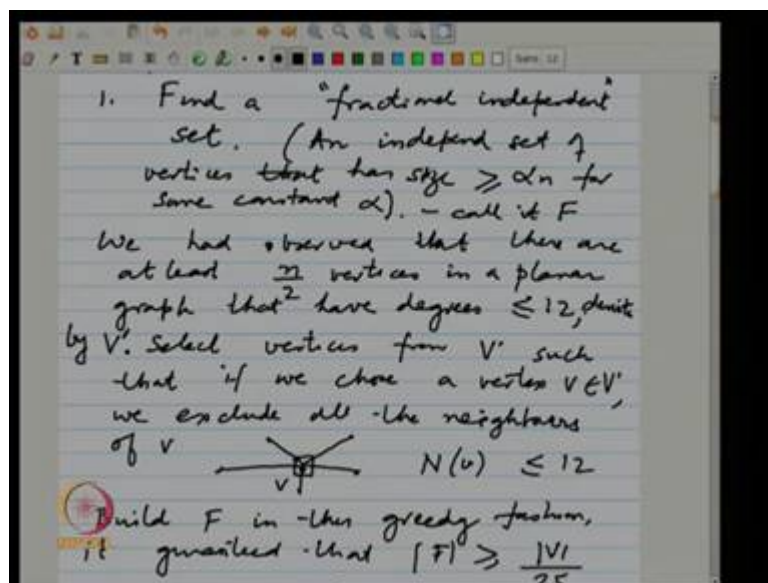 1. Find a "fractional independent"
set. (An independ set of
vertices that has size ≥ αn for
some constant α). - call it F
We had observed that there are
at least n/2 vertices in a planar
graph that have degrees ≤ 12, denote
by V'. Select vertices from V' such
that if we chose a vertex v ∈ V',
we exclude all the neighbours
of v
v
N(v) ≤ 12
Build F in this greedy fashion,
it guaranteed that |F| ≥ |V|/25